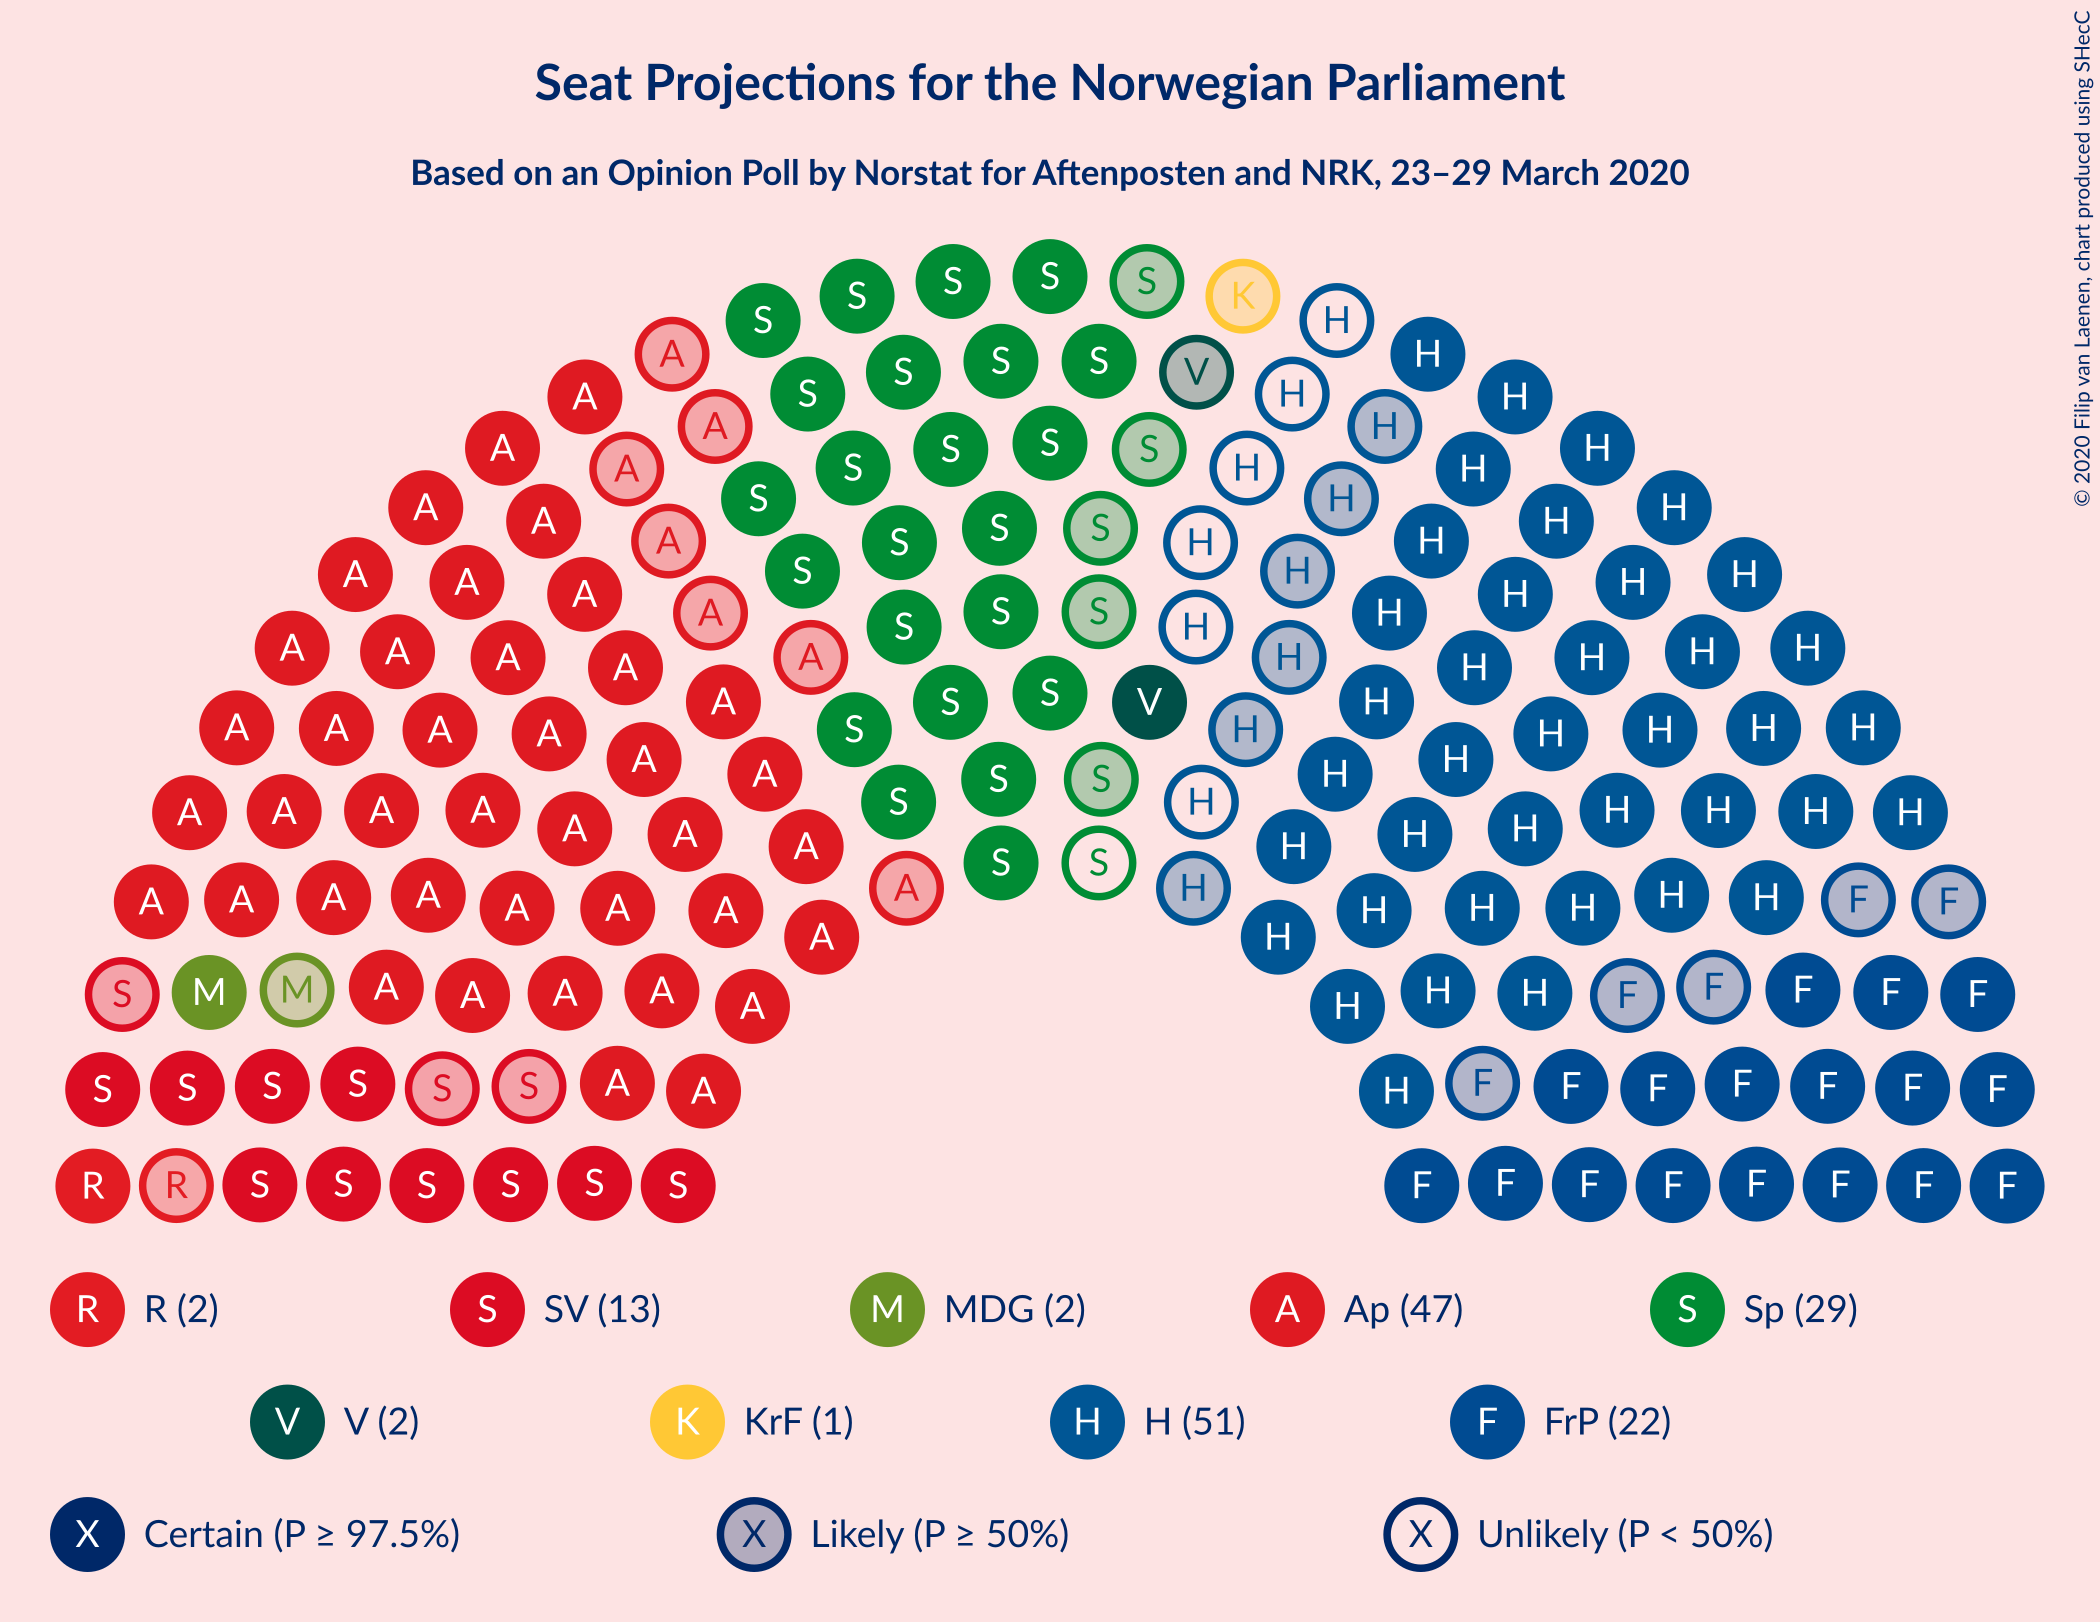 Seat Projections for the Norwegian Parliament
Based on an Opinion Poll by Norstat for Aftenposten and NRK, 23–29 March 2020
© 2020 Filip van Laenen, chart produced using SHecC
S S S S S K H
A S S S S V H H
A A S S S S H H H
A A S S S S H H H
A A A S S S S H H H
A A A A S S S H H H H
A A A A A S S S V H H H H H
A A A A A A S S S H H H H H H
A A A A A A A A S S H H H H H H H
A A A A A A A A H H H H H H F F
S M M A A A A A H H H F F F F F
S S S S S S A A H F F F F F F F
R R S S S S S S F F F F F F F F
R R (2) S SV (13) M MDG (2) A Ap (47) S Sp (29)
V V (2) K KrF (1) H H (51) F FrP (22)
X Certain (P ≥ 97.5%) X Likely (P ≥ 50%) X Unlikely (P < 50%)